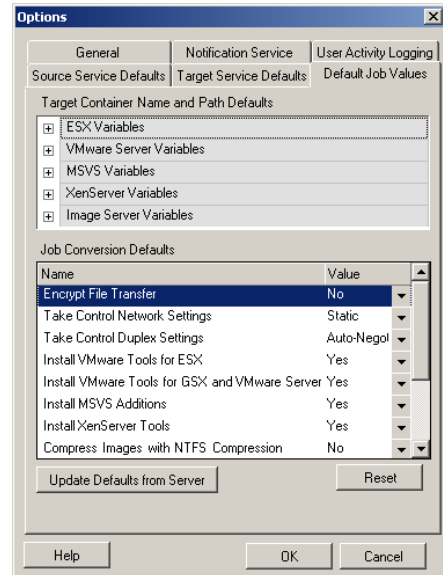 Options
General Notification Service User Activity Logging
Source Service Defaults Target Service Defaults Default Job Values
Target Container Name and Path Defaults
ESX Variables
VMware Server Variables
MSVS Variables
XenServer Variables
Image Server Variables
Job Conversion Defaults
Name Value
Encrypt File Transfer No
Take Control Network Settings Static
Take Control Duplex Settings Auto-Negot
Install VMware Tools for ESX Yes
Install VMware Tools for GSX and VMware Server Yes
Install MSVS Additions Yes
Install XenServer Tools Yes
Compress Images with NTFS Compression No
Update Defaults from Server Reset
Help OK Cancel